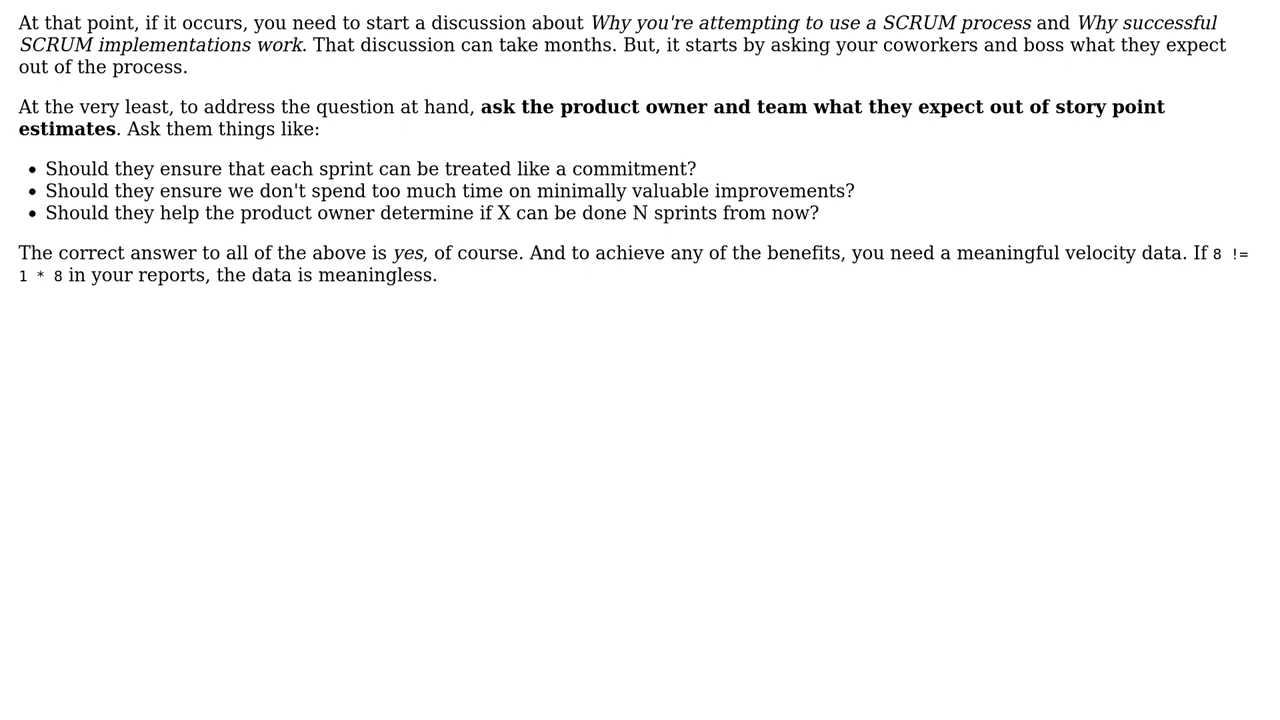 At that point, if it occurs, you need to start a discussion about Why you're attempting to use a SCRUM process and Why successful
SCRUM implementations work. That discussion can take months. But, it starts by asking your coworkers and boss what they expect
out of the process.
At the very least, to address the question at hand, ask the product owner and team what they expect out of story point
estimates. Ask them things like:
• Should they ensure that each sprint can be treated like a commitment?
• Should they ensure we don't spend too much time on minimally valuable improvements?
• Should they help the product owner determine if X can be done N sprints from now?
The correct answer to all of the above is yes, of course. And to achieve any of the benefits, you need a meaningful velocity data. If 8 !=
1 * 8 in your reports, the data is meaningless.